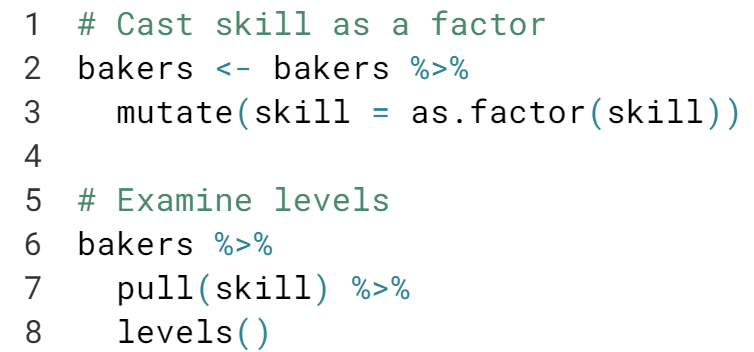 1 # Cast skill as a factor
2 bakers <- bakers %>%
3   mutate(skill = as.factor(skill))
4
5 # Examine levels
6 bakers %>%
7   pull(skill) %>%
8   levels()